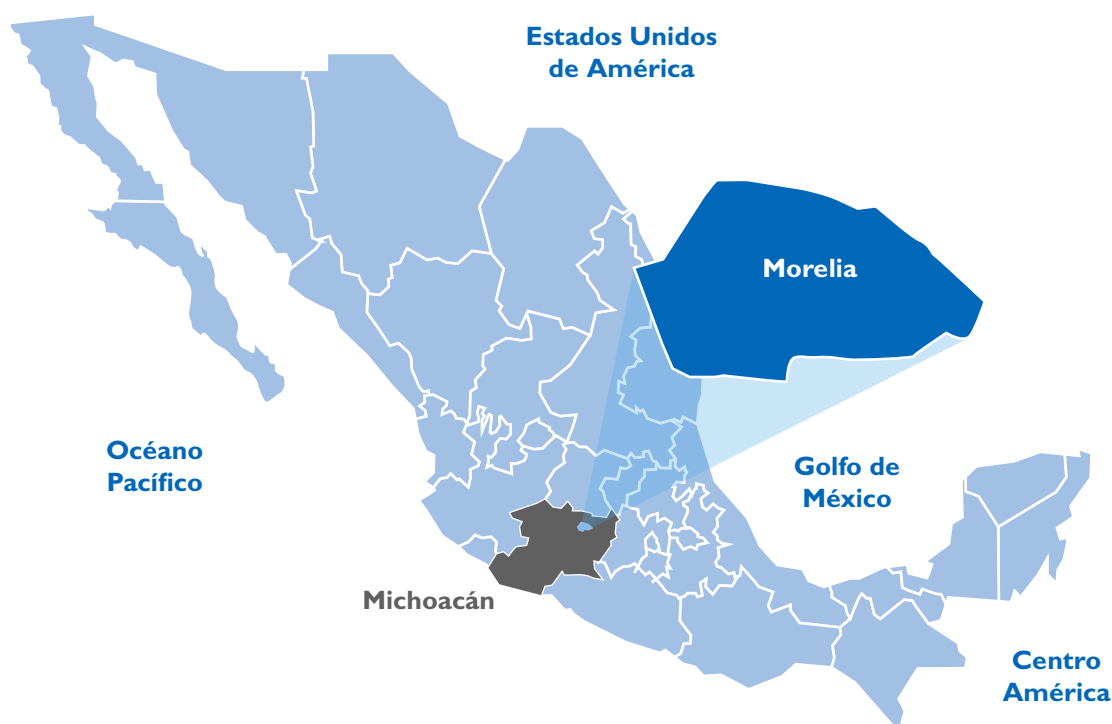 Estados Unidos
de América
Morelia
Océano
Pacífico
Golfo de
México
Michoacán
Centro
América